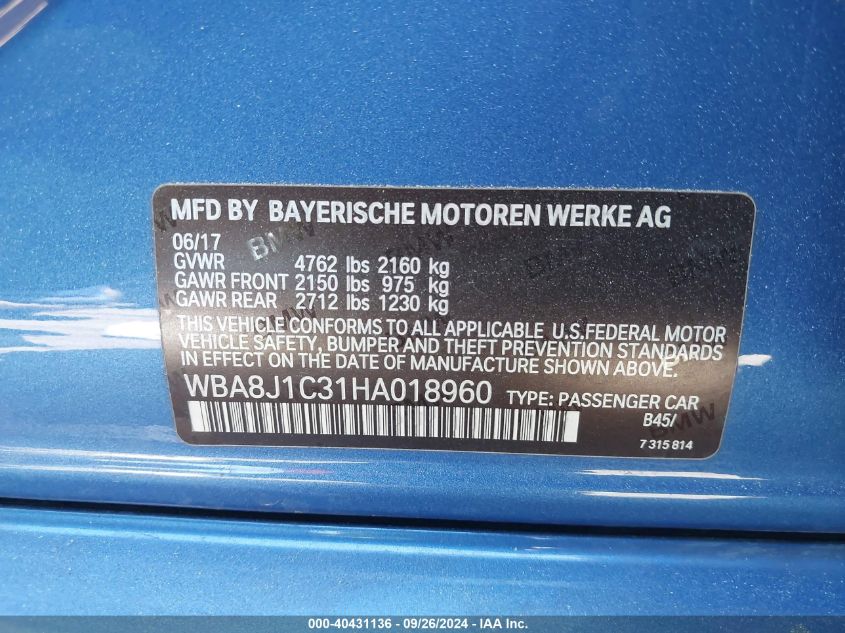 MFD BY BAYERISCHE MOTOREN WERKE AG
06/17
GVWR 4762 lbs 2160 kg
GAWR FRONT 2150 lbs 975 kg
GAWR REAR 2712 lbs 1230 kg
THIS VEHICLE CONFORMS TO ALL APPLICABLE U.S.FEDERAL MOTOR
VEHICLE SAFETY, BUMPER AND THEFT PREVENTION STANDARDS
IN EFFECT ON THE DATE OF MANUFACTURE SHOWN ABOVE.
WBA8J1C31HA018960 TYPE: PASSENGER CAR
B45/
7 315 814
000-40431136 - 09/26/2024 - IAA Inc.